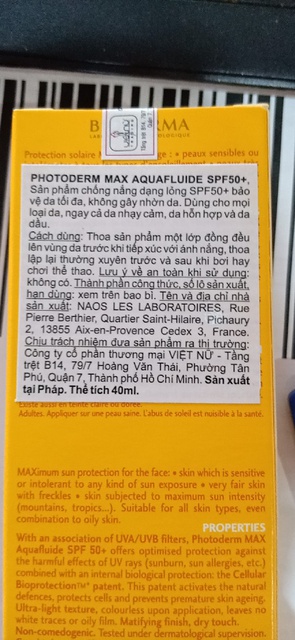 Protection solaire
peaux sensibles ou
PHOTODERM MAX AQUAFLUIDE SPF50+,
Sản phẩm chống nắng dạng lỏng SPF50+ bảo
vệ da tối đa, không gây nhờn da. Dùng cho mọi
loại da, ngay cả da nhạy cảm, da hỗn hợp và da
dầu.
Cách dùng: Thoa sản phẩm một lớp đồng đều
lên vùng da trước khi tiếp xúc với ánh nắng, thoa
lặp lại thường xuyên trước và sau khi bơi hay
chơi thể thao. Lưu ý về an toàn khi sử dụng:
không có. Thành phần công thức, số lô sản xuất,
hạn dùng: xem trên bao bì. Tên và địa chỉ nhà
sản xuất: NAOS LES LABORATOIRES, Rue
Pierre Berthier, Quartier Saint-Hilaire, Pichaury
2, 13855 Aix-en-Provence Cedex 3, France.
Chịu trách nhiệm đưa sản phẩm ra thị trường:
Công ty cổ phần thương mại VIỆT NỮ - Tầng
trệt B14, 79/7 Hoàng Văn Thái, Phường Tân
Phú, Quận 7, Thành phố Hồ Chí Minh. Sản xuất
tại Pháp. Thể tích 40ml.
Existe aussi en teinte claire ou dorée.
Adultes. Appliquer sur une peau saine. L'abus de soleil est nuisible à la santé.
MAXimum sun protection for the face: • skin which is sensitive
or intolerant to any kind of sun exposure • very fair skin
with freckles • skin subjected to maximum sun intensity
(mountains, tropics...). Suitable for all skin types, even
combination to oily skin.
PROPERTIES
With an association of UVA/UVB filters, Photoderm MAX
Aquafluide SPF 50+ offers optimised protection against
the harmful effects of UV rays (sunburn, sun allergies, etc.)
combined with an internal biological protection: the Cellular
Bioprotection™ patent. This patent activates the natural
defences, protects cells and prevents premature skin ageing.
Ultra-light texture, colourless upon application, leaves no
white traces or oily film. Matifying finish, dry touch.
Non-comedogenic. Tested under dermatological supervision.